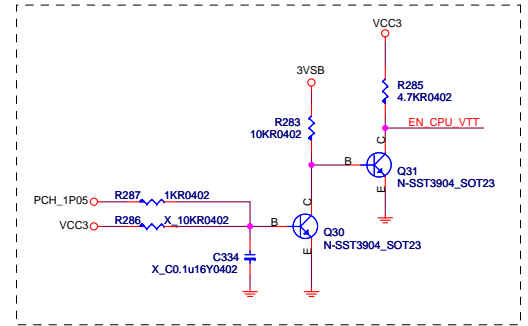 VCC3
3VSB
R285
4.7KR0402
R283
10KR0402
EN_CPU_VTT
C
B
Q31
E
N-SST3904_SOT23
PCH_1P05
R287
1KR0402
C
VCC3
R286
X_10KR0402
B
Q30
N-SST3904_SOT23
E
C334
X_C0.1u16Y0402